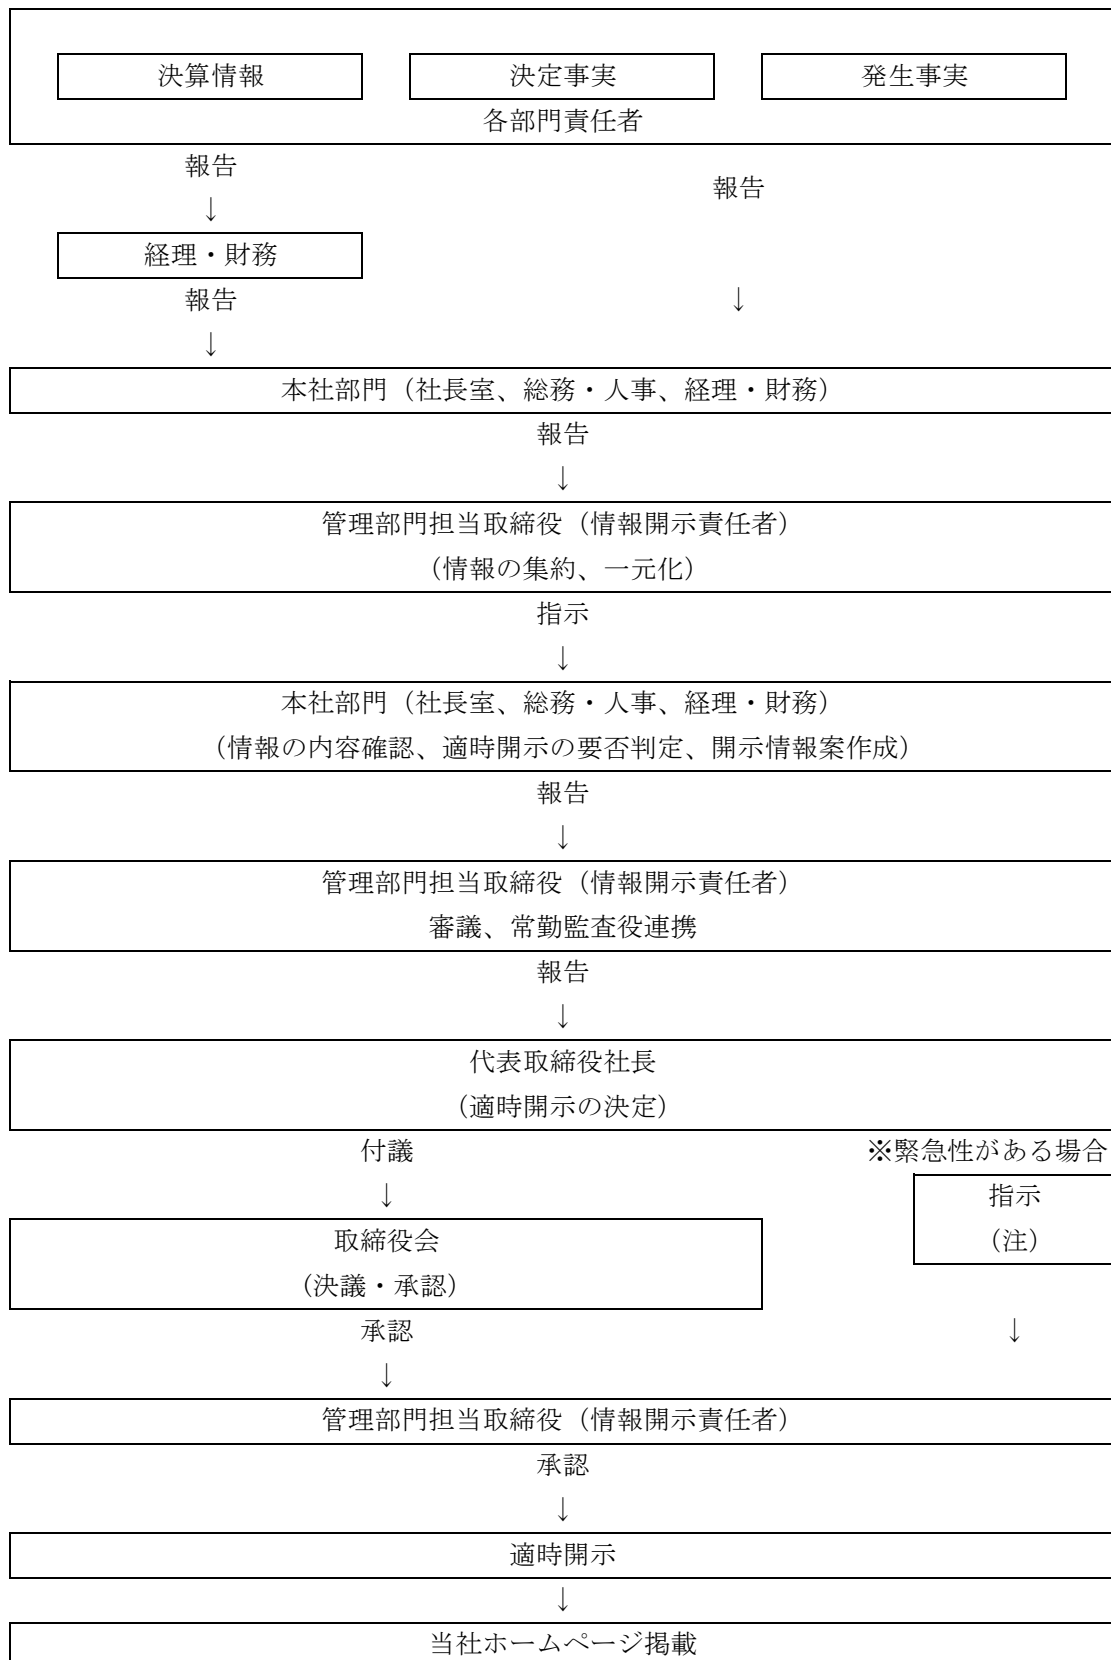 決算情報 決定事実 発生事実
各部門責任者
報告
報告
↓
経理・財務
報告
↓
↓
本社部門（社長室、総務・人事、経理・財務）
報告
↓
管理部門担当取締役（情報開示責任者）
（情報の集約、一元化）
指示
↓
本社部門（社長室、総務・人事、経理・財務）
（情報の内容確認、適時開示の要否判定、開示情報案作成）
報告
↓
管理部門担当取締役（情報開示責任者）
審議、常勤監査役連携
報告
↓
代表取締役社長
（適時開示の決定）
付議 ※緊急性がある場合
↓
指示
（注）
取締役会
（決議・承認）
承認
↓
↓
管理部門担当取締役（情報開示責任者）
承認
↓
適時開示
↓
当社ホームページ掲載